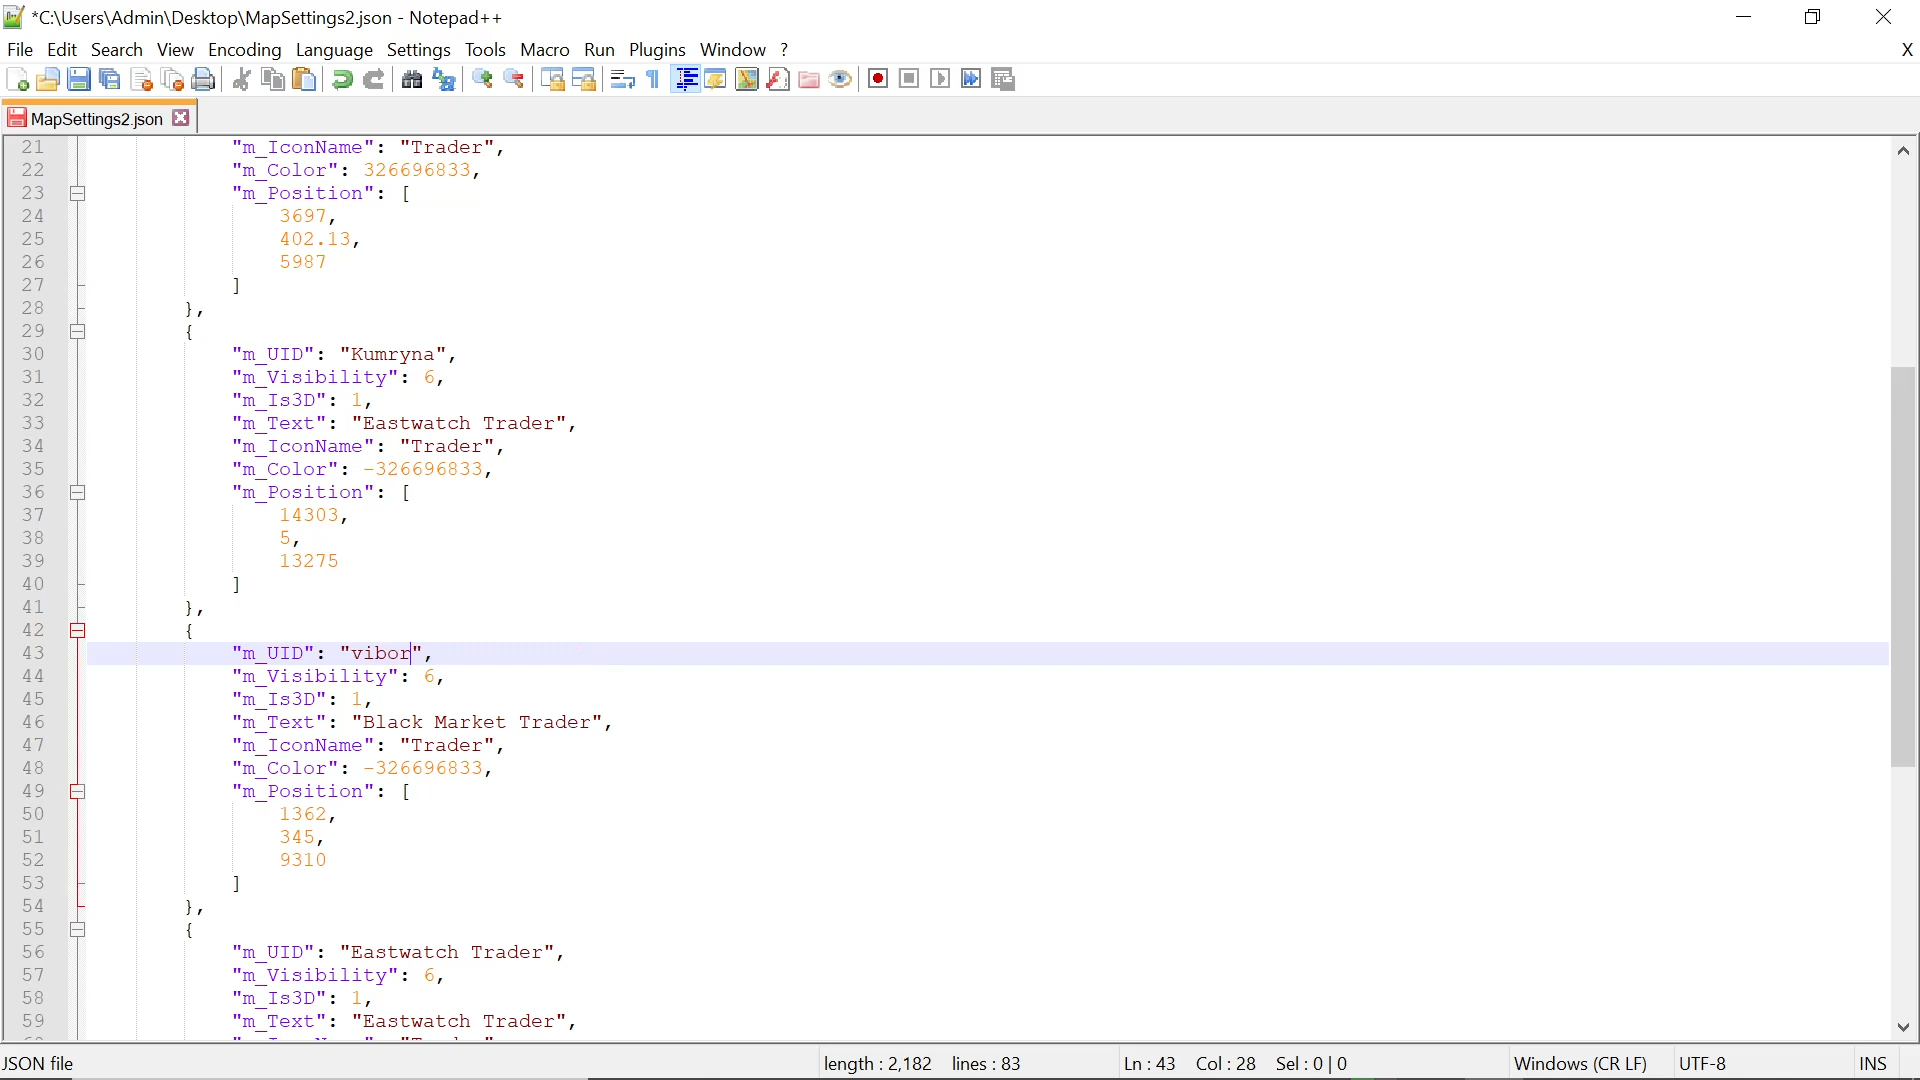 *C:\Users\Admin\Desktop\MapSettings2.json - Notepad++
File Edit Search View Encoding Language Settings Tools Macro Run Plugins Window ? X
MapSettings2.json
21 "m_IconName": "Trader",
22 "m_Color": 326696833,
23 "m_Position": [
24 3697,
25 402.13,
26 5987
27 ]
28 },
29 {
30 "m_UID": "Kumryna",
31 "m_Visibility": 6,
32 "m_Is3D": 1,
33 "m_Text": "Eastwatch Trader",
34 "m_IconName": "Trader",
35 "m_Color": -326696833,
36 "m_Position": [
37 14303,
38 5,
39 13275
40 ]
41 },
42 {
43 "m_UID": "vibor",
44 "m_Visibility": 6,
45 "m_Is3D": 1,
46 "m_Text": "Black Market Trader",
47 "m_IconName": "Trader",
48 "m_Color": -326696833,
49 "m_Position": [
50 1362,
51 345,
52 9310
53 ]
54 },
55 {
56 "m_UID": "Eastwatch Trader",
57 "m_Visibility": 6,
58 "m_Is3D": 1,
59 "m_Text": "Eastwatch Trader",
JSON file length : 2,182 lines : 83 Ln : 43 Col : 28 Sel : 0 | 0 Windows (CR LF) UTF-8 INS